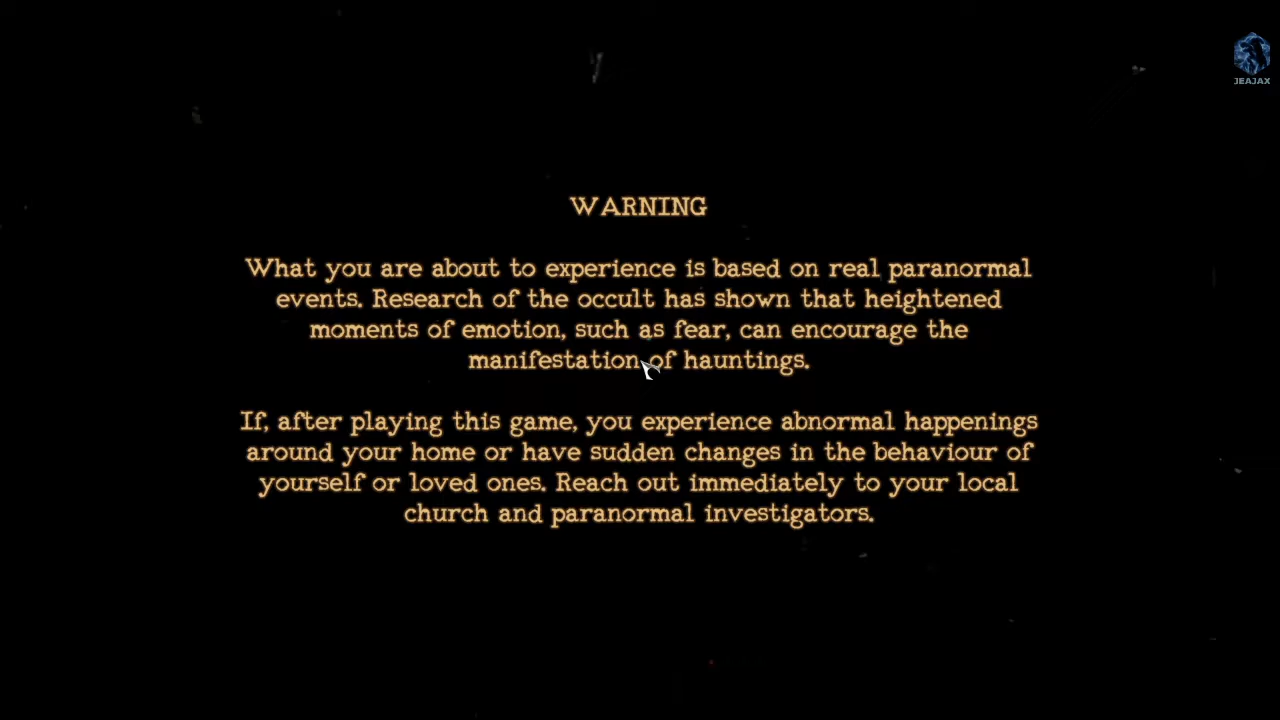 JEAJAX
WARNING
What you are about to experience is based on real paranormal
events. Research of the occult has shown that heightened
moments of emotion, such as fear, can encourage the
manifestation of hauntings.
If, after playing this game, you experience abnormal happenings
around your home or have sudden changes in the behaviour of
yourself or loved ones. Reach out immediately to your local
church and paranormal investigators.